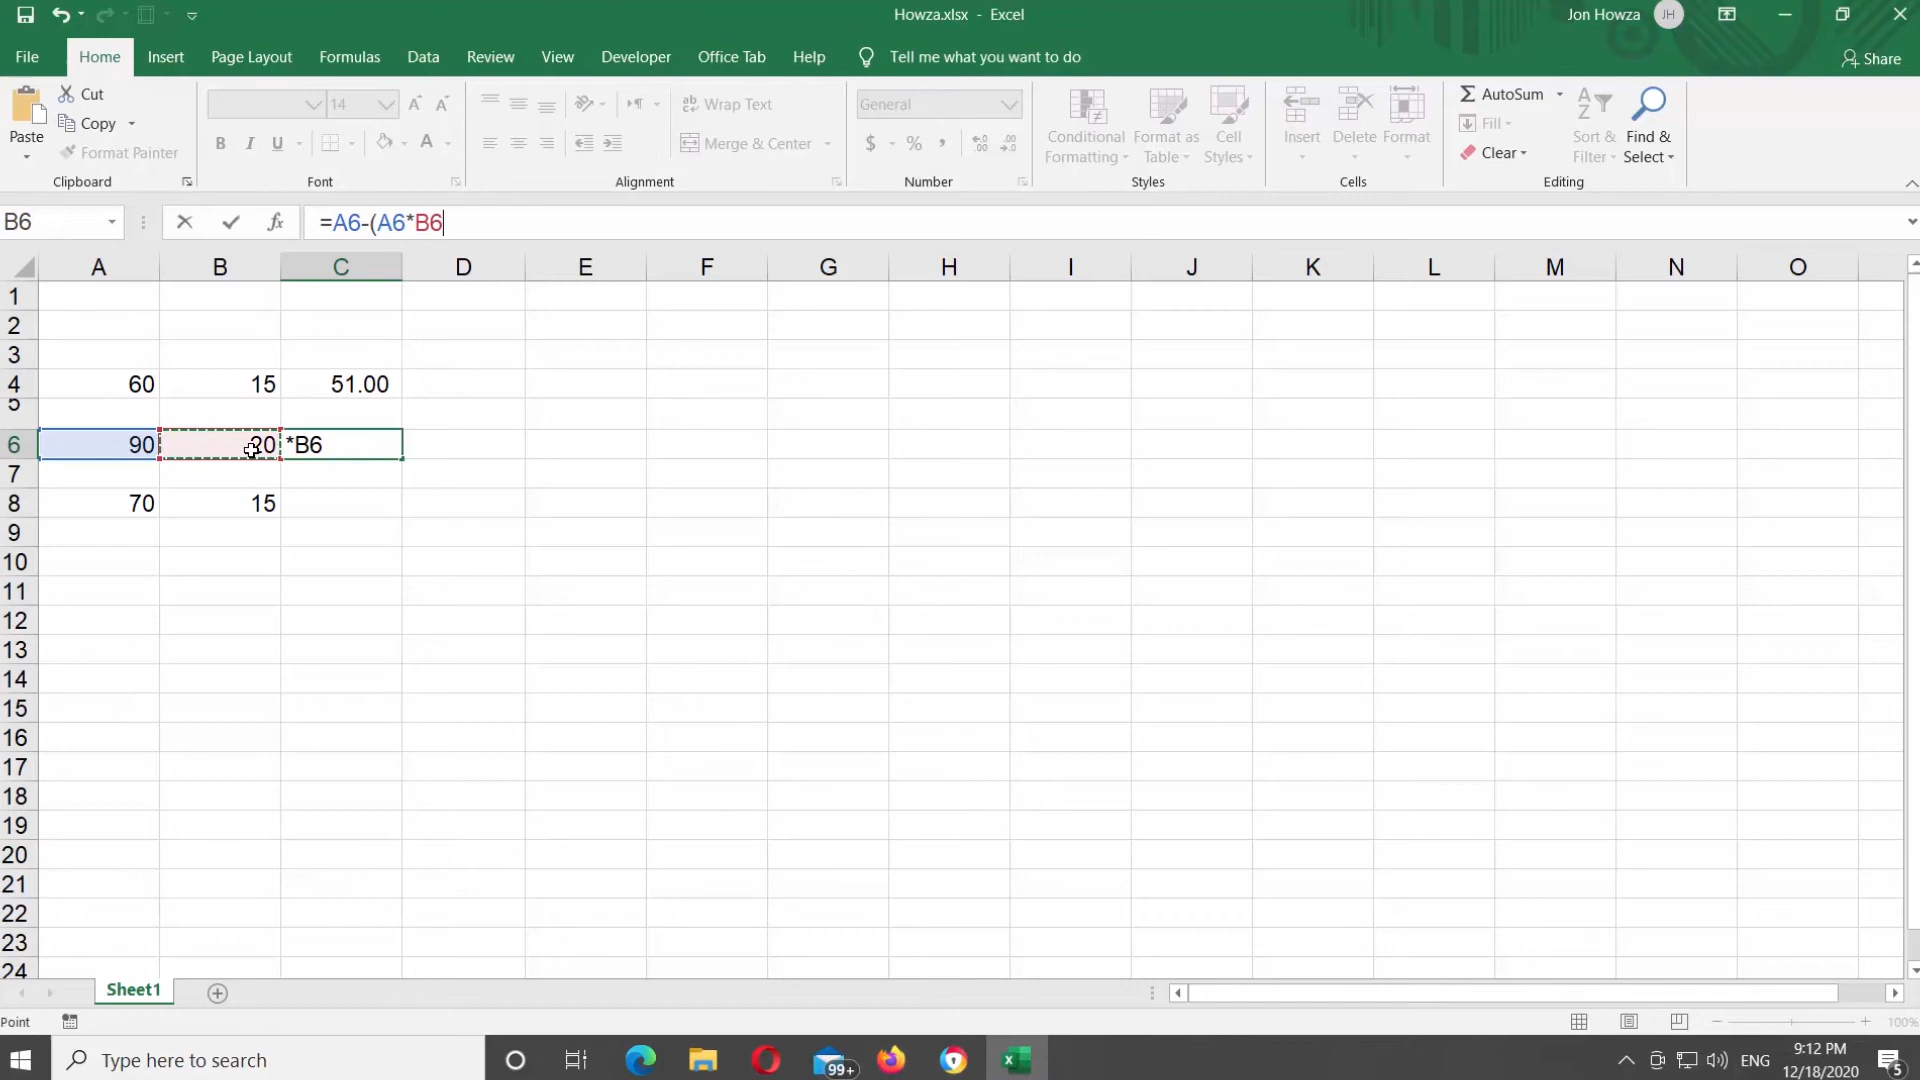 Howza.xlsx - Excel
Jon Howza
JH
File Home Insert Page Layout Formulas Data Review View Developer Office Tab Help Tell me what you want to do
Share
Paste
Cut
Copy
Format Painter
Clipboard
14
A A
B I U A
Font
ab Wrap Text
Merge & Center
Alignment
General
$ % ,
Number
Conditional Formatting
Format as Table
Cell Styles
Styles
Insert
Delete
Format
Cells
Σ AutoSum
Fill
Clear
Sort & Filter
Find & Select
Editing
B6
fx
=A6-(A6*B6
A B C D E F G H I J K L M N O
1
2
3
4 60 15 51.00
5
6 90 20 *B6
7
8 70 15
9
10
11
12
13
14
15
16
17
18
19
20
21
22
23
24
Sheet1
Point
100%
Type here to search
99+
ENG
9:12 PM
12/18/2020
5